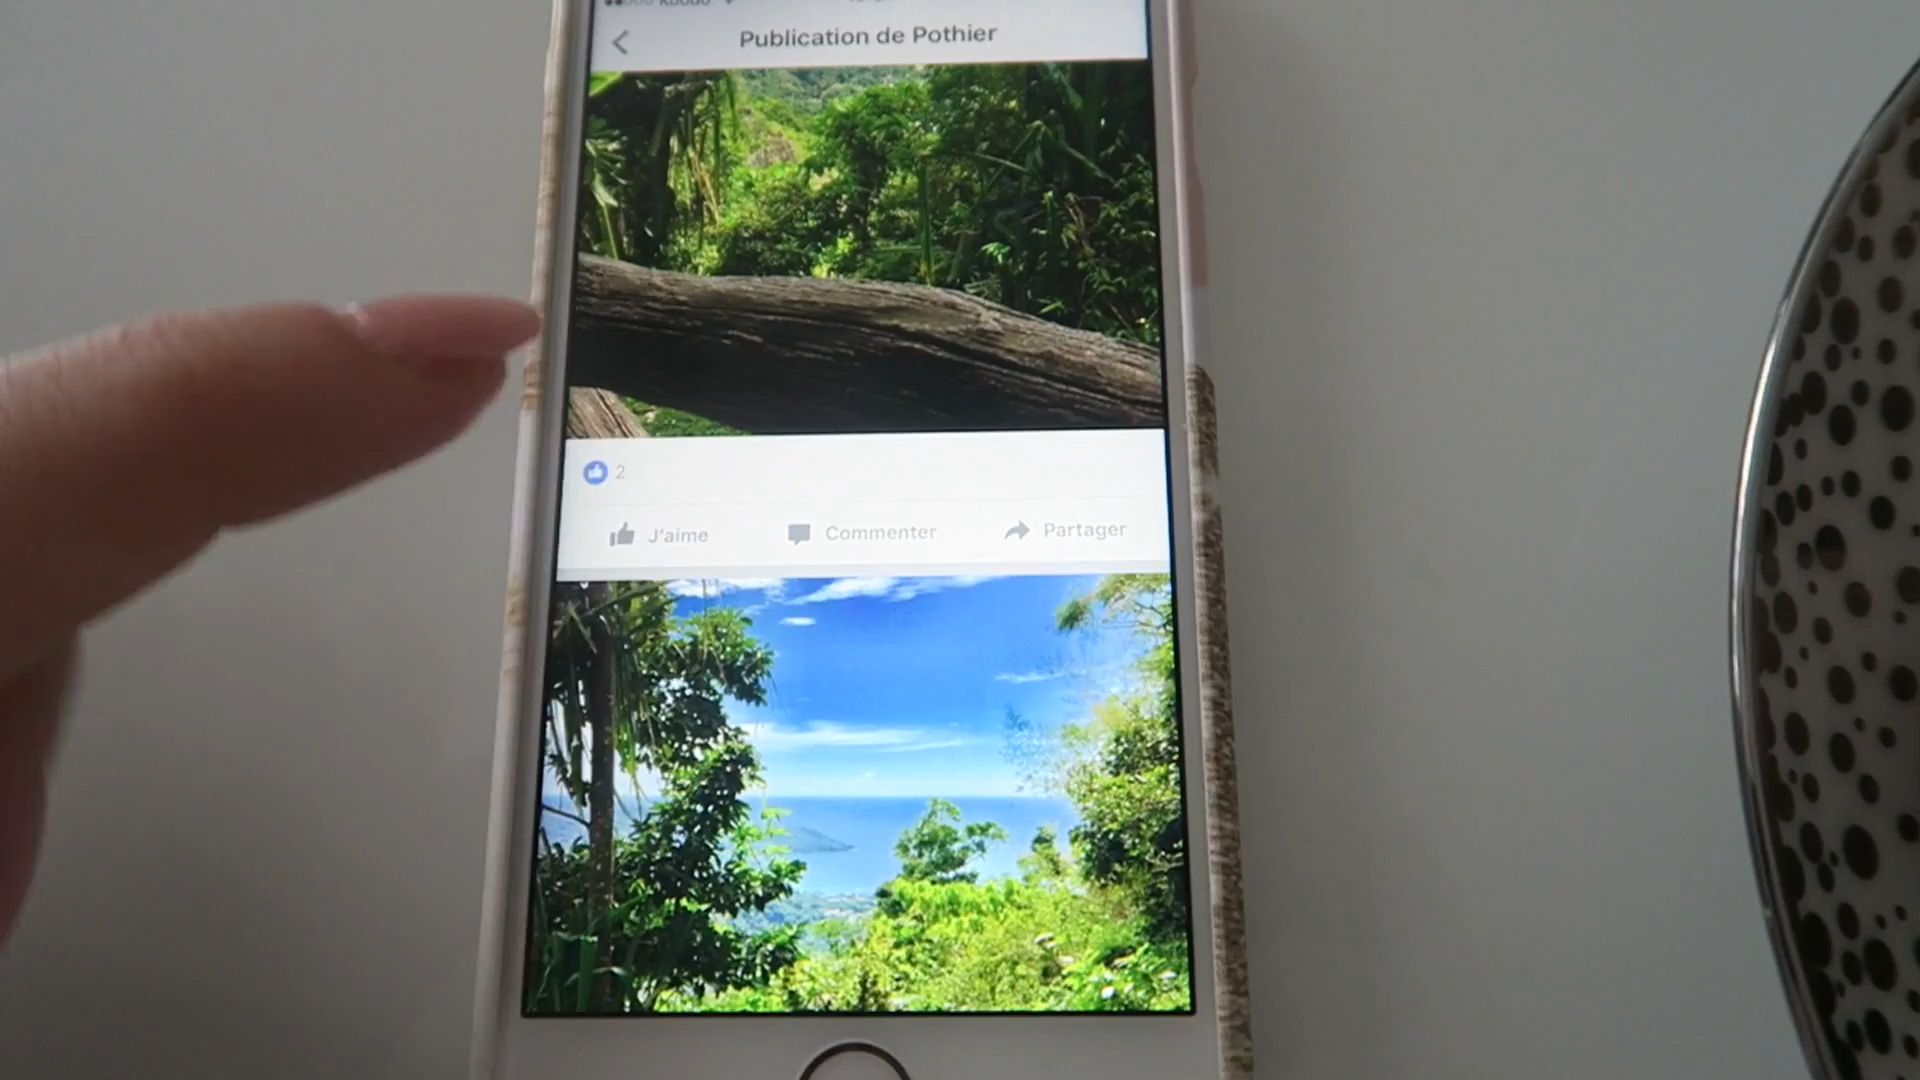 Publication de Pothier
2
J'aime
Commenter
Partager